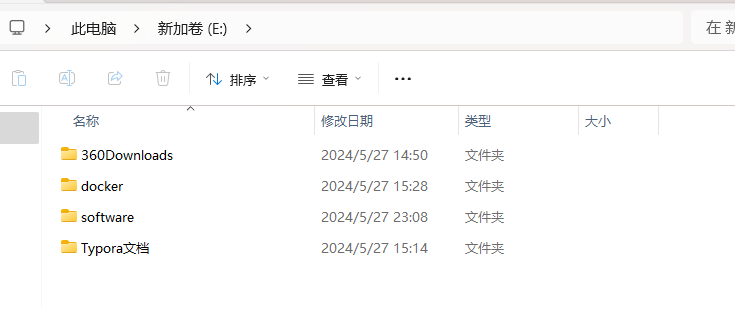 此电脑 > 新加卷 (E:) > 在 新
排序 查看 ...
名称 修改日期 类型 大小
360Downloads 2024/5/27 14:50 文件夹
docker 2024/5/27 15:28 文件夹
software 2024/5/27 23:08 文件夹
Typora文档 2024/5/27 15:14 文件夹